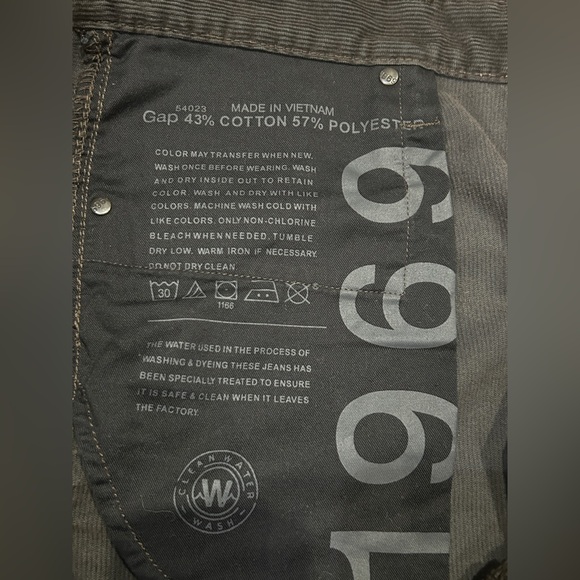 54023 MADE IN VIETNAM
Gap 43% COTTON 57% POLYESTER
COLOR MAY TRANSFER WHEN NEW.
WASH ONCE BEFORE WEARING. WASH
AND DRY INSIDE OUT TO RETAIN
COLOR. WASH AND DRY WITH LIKE
COLORS. MACHINE WASH COLD WITH
LIKE COLORS. ONLY NON-CHLORINE
BLEACH WHEN NEEDED. TUMBLE
DRY LOW. WARM IRON IF NECESSARY.
DO NOT DRY CLEAN.
30
1166
THE WATER USED IN THE PROCESS OF
WASHING & DYEING THESE JEANS HAS
BEEN SPECIALLY TREATED TO ENSURE
IT IS SAFE & CLEAN WHEN IT LEAVES
THE FACTORY.
CLEAN WATER
W
WASH
1969